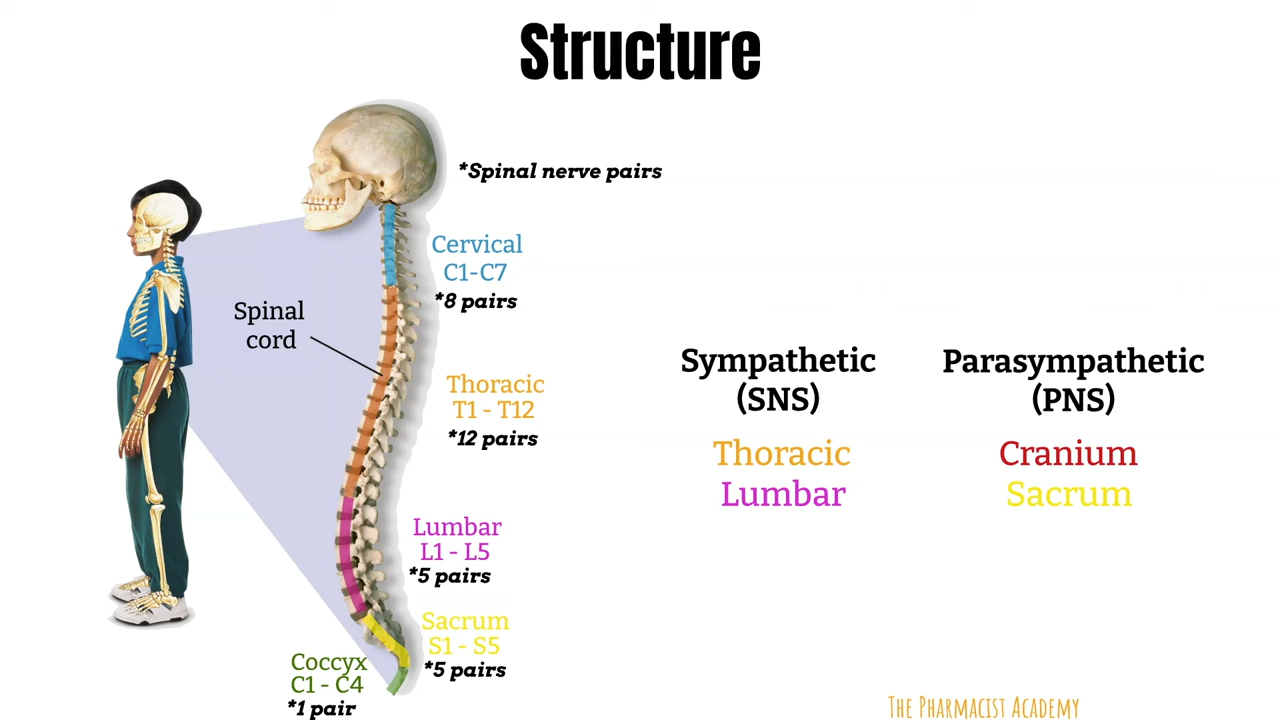 Structure
*Spinal nerve pairs
Cervical
C1-C7
*8 pairs
Spinal
cord
Thoracic
T1 - T12
*12 pairs
Lumbar
L1 - L5
*5 pairs
Sacrum
S1 - S5
*5 pairs
Coccyx
C1 - C4
*1 pair
Sympathetic
(SNS)
Thoracic
Lumbar
Parasympathetic
(PNS)
Cranium
Sacrum
The Pharmacist Academy